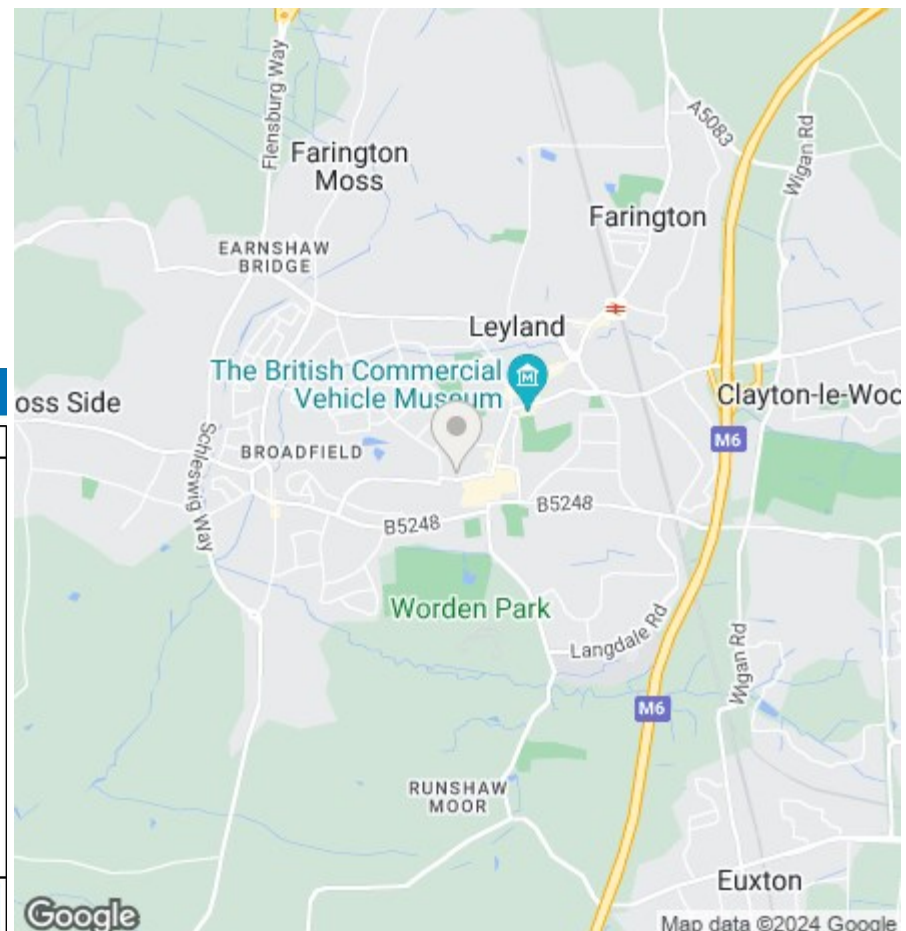 Flensburg Way
Farington
Moss
A5083
Wigan Rd
Farington
EARNSHAW
BRIDGE
Leyland
The British Commercial
Vehicle Museum
M
oss Side
Clayton-le-Woo
M6
BROADFIELD
Schleswig Way
B5248
B5248
Worden Park
Langdale Rd
Wigan Rd
M6
RUNSHAW
MOOR
Euxton
Google
Map data ©2024 Google